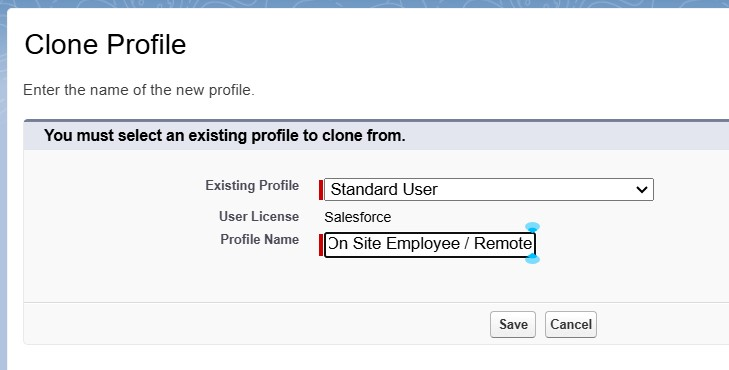 Clone Profile
Enter the name of the new profile.
You must select an existing profile to clone from.
Existing Profile Standard User
User License Salesforce
Profile Name On Site Employee / Remote
Save Cancel